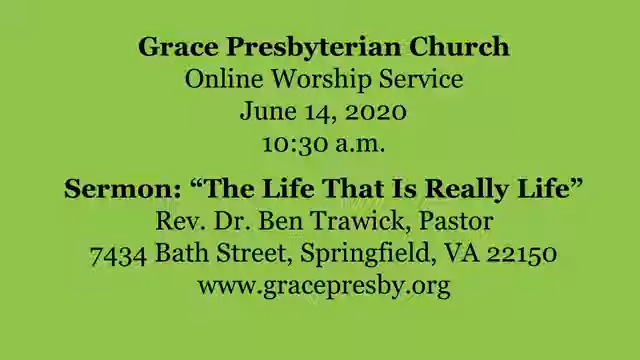 Grace Presbyterian Church
Online Worship Service
June 14, 2020
10:30 a.m.
Sermon: “The Life That Is Really Life”
Rev. Dr. Ben Trawick, Pastor
7434 Bath Street, Springfield, VA 22150
www.gracepresby.org